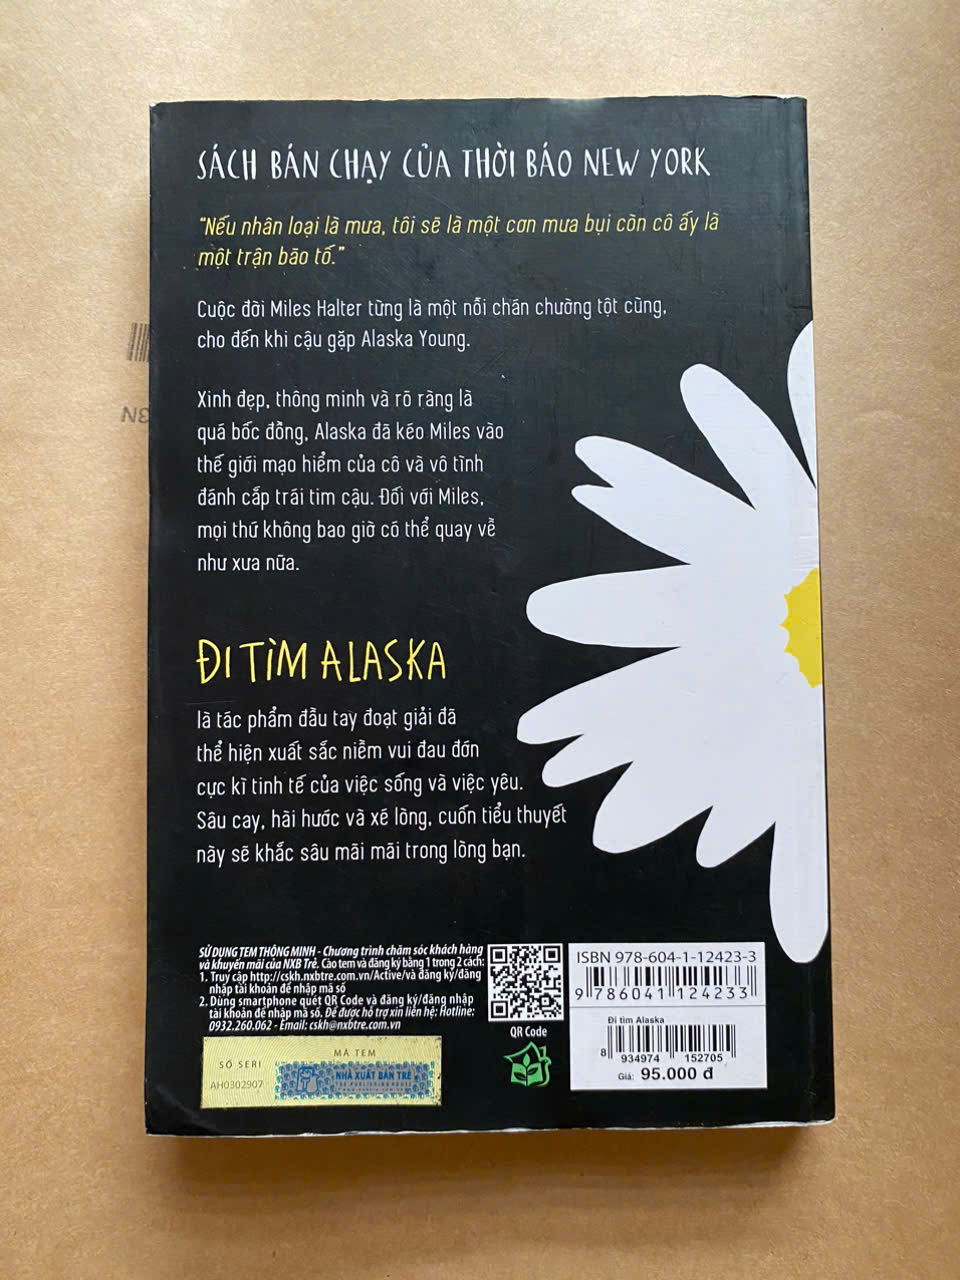 SÁCH BÁN CHẠY CỦA THỜI BÁO NEW YORK
“Nếu nhân loại là mưa, tôi sẽ là một cơn mưa bụi còn cô ấy là
một trận bão tố.”
Cuộc đời Miles Halter từng là một nỗi chán chường tột cùng,
cho đến khi cậu gặp Alaska Young.
Xinh đẹp, thông minh và rõ ràng là
quá bốc đồng, Alaska đã kéo Miles vào
thế giới mạo hiểm của cô và vô tình
đánh cắp trái tim cậu. Đối với Miles,
mọi thứ không bao giờ có thể quay về
như xưa nữa.
ĐI TÌM ALASKA
là tác phẩm đầu tay đoạt giải đã
thể hiện xuất sắc niềm vui đau đớn
cực kì tinh tế của việc sống và việc yêu.
Sâu cay, hài hước và xé lòng, cuốn tiểu thuyết
này sẽ khắc sâu mãi mãi trong lòng bạn.
SỬ DỤNG TEM THÔNG MINH - Chương trình chăm sóc khách hàng
và khuyến mãi của NXB Trẻ. Cào tem và đăng ký bằng 1 trong 2 cách:
1. Truy cập http://cskh.nxbtre.com.vn/Active/và đăng ký/đăng
nhập tài khoản để nhập mã số
2. Dùng smartphone quét QR Code và đăng ký/đăng nhập
tài khoản để nhập mã số. Để được hỗ trợ xin liên hệ: Hotline:
0932.260.062 - Email: cskh@nxbtre.com.vn
QR Code
SỐ SERI
AH0302907
MÃ TEM
NHÀ XUẤT BẢN TRẺ
ISBN 978-604-1-12423-3
9 786041 124233
Đi tìm Alaska
8 934974 152705
Giá: 95.000 đ